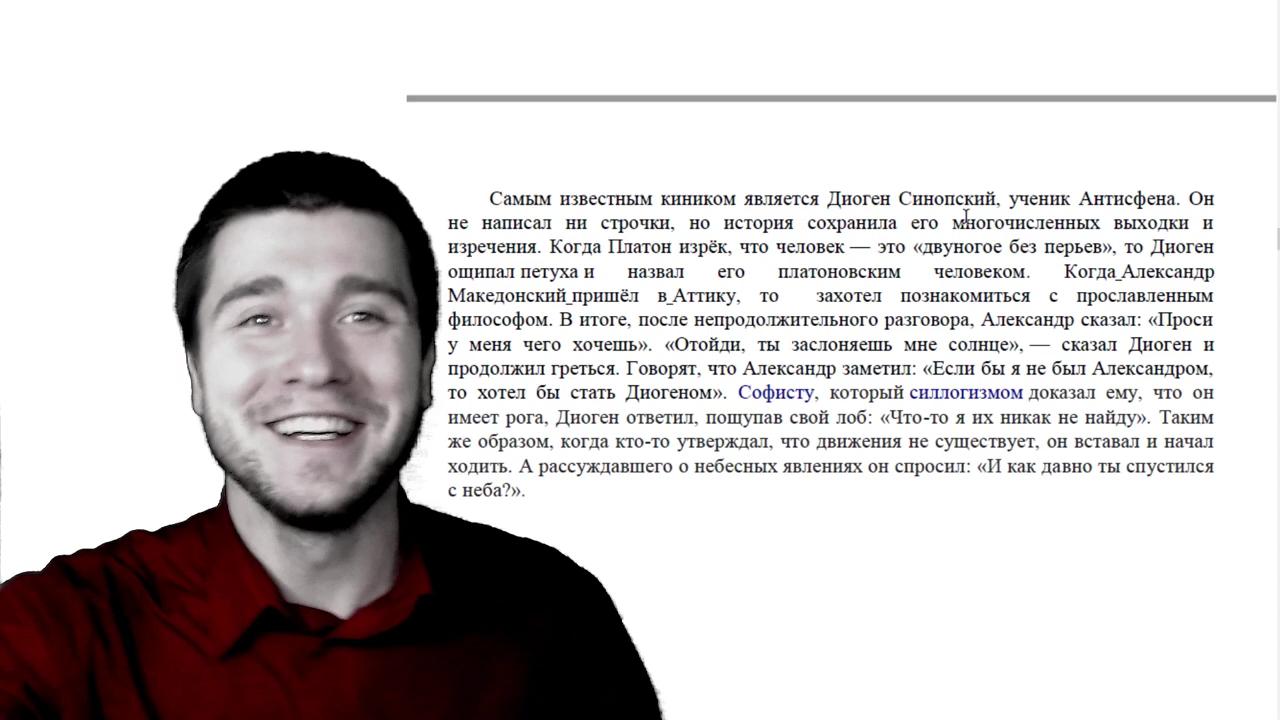 Самым известным киником является Диоген Синопский, ученик Антисфена. Он
не написал ни строчки, но история сохранила его многочисленных выходки и
изречения. Когда Платон изрёк, что человек — это «двуногое без перьев», то Диоген
ощипал петуха и назвал его платоновским человеком. Когда_Александр
Македонский_пришёл в_Аттику, то захотел познакомиться с прославленным
философом. В итоге, после непродолжительного разговора, Александр сказал: «Проси
у меня чего хочешь». «Отойди, ты заслоняешь мне солнце», — сказал Диоген и
продолжил греться. Говорят, что Александр заметил: «Если бы я не был Александром,
то хотел бы стать Диогеном». Софисту, который силлогизмом доказал ему, что он
имеет рога, Диоген ответил, пощупав свой лоб: «Что-то я их никак не найду». Таким
же образом, когда кто-то утверждал, что движения не существует, он вставал и начал
ходить. А рассуждавшего о небесных явлениях он спросил: «И как давно ты спустился
с неба?».